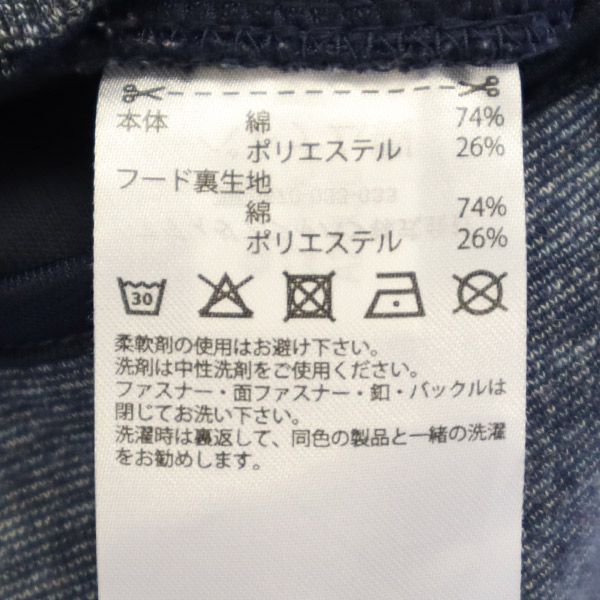 本体 綿 74%
ポリエステル 26%
フード裏生地
綿 74%
ポリエステル 26%
30
柔軟剤の使用はお避け下さい。
洗剤は中性洗剤をご使用ください。
ファスナー・面ファスナー・釦・バックルは
閉じてお洗い下さい。
洗濯時は裏返して、同色の製品と一緒の洗濯
をお勧めします。